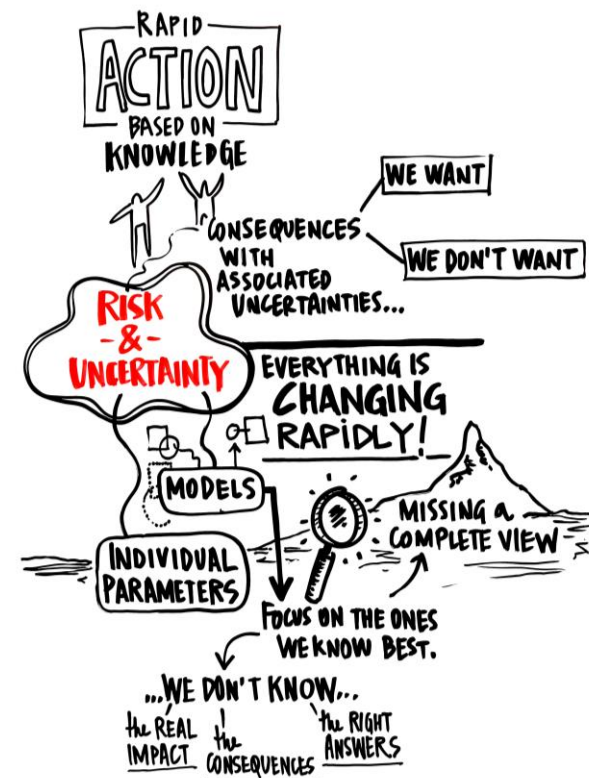 RAPID
ACTION
BASED ON
KNOWLEDGE
CONSEQUENCES
WITH
ASSOCIATED
UNCERTAINTIES...
WE WANT
WE DON'T WANT
RISK
-&-
UNCERTAINTY
EVERYTHING IS
CHANGING
RAPIDLY!
MODELS
INDIVIDUAL
PARAMETERS
MISSING a
COMPLETE VIEW
FOCUS ON THE ONES
WE KNOW BEST.
...WE DON'T KNOW...
the REAL
IMPACT
the
CONSEQUENCES
the RIGHT
ANSWERS